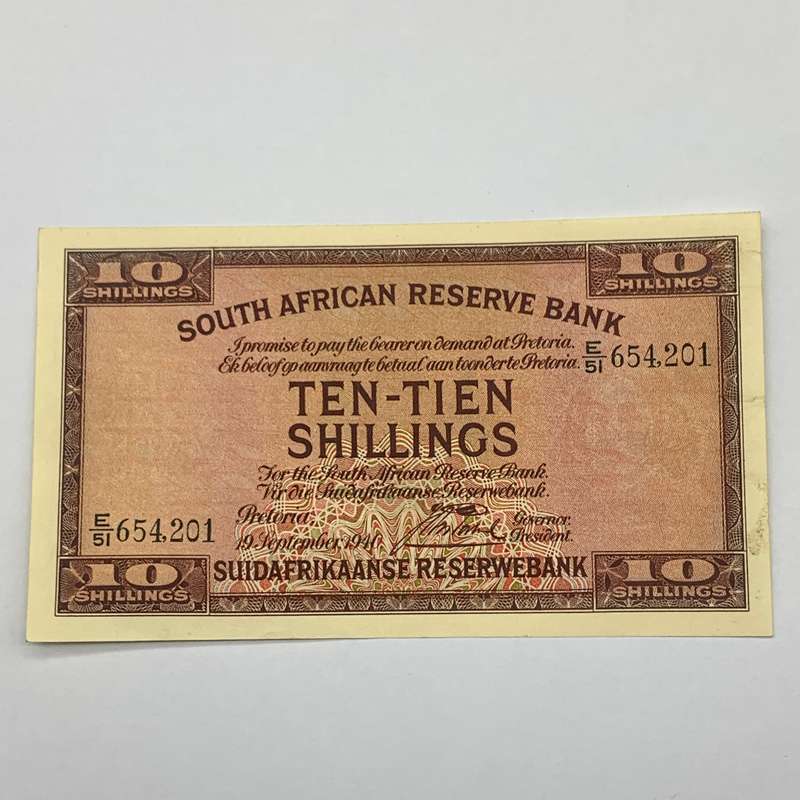 10 SHILLINGS
10 SHILLINGS
SOUTH AFRICAN RESERVE BANK
I promise to pay the bearer on demand at Pretoria.
Ek beloof op aanvraag te betaal aan toonder te Pretoria.
E/51 654,201
TEN-TIEN
SHILLINGS
For the South African Reserve Bank.
Vir die Suidafrikaanse Reserwebank.
E/51 654,201
Pretoria
19 September 1940
Governor.
President.
SUIDAFRIKAANSE RESERWEBANK
10 SHILLINGS
10 SHILLINGS